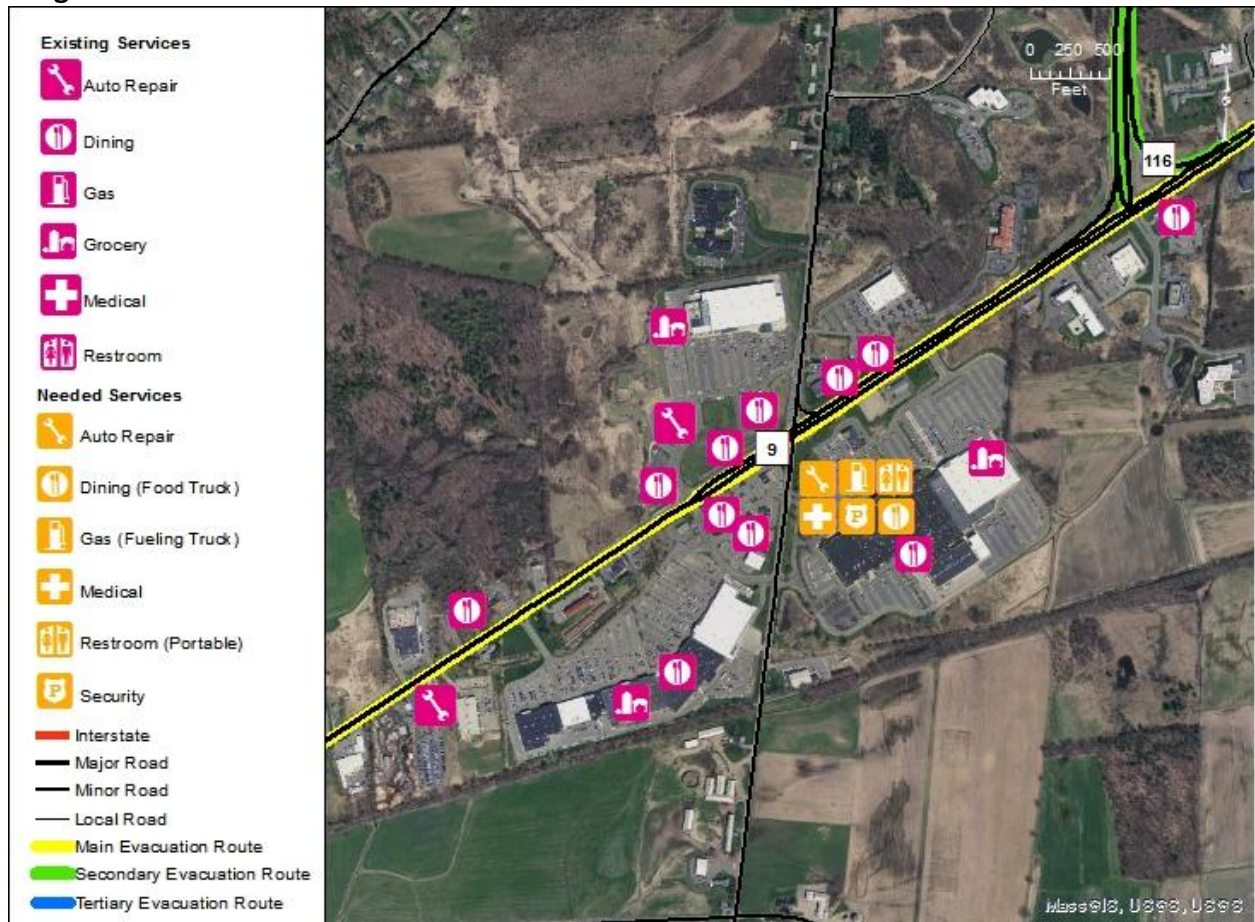 Existing Services
Auto Repair
Dining
Gas
Grocery
Medical
Restroom
Needed Services
Auto Repair
Dining (Food Truck)
Gas (Fueling Truck)
Medical
Restroom (Portable)
P
Security
Interstate
Major Road
Minor Road
Local Road
Main Evacuation Route
Secondary Evacuation Route
Tertiary Evacuation Route
0 250 500
Feet
N
116
9
P
MassGIS, USGS, USGS